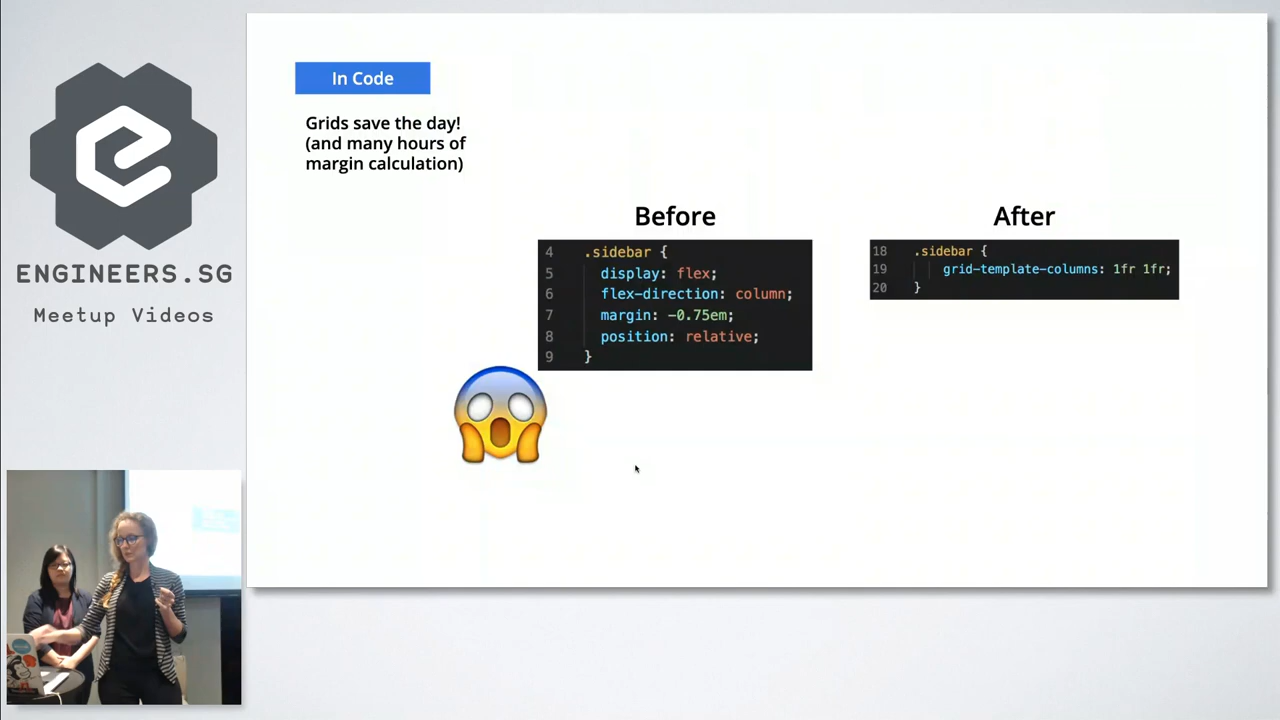 ENGINEERS.SG
Meetup Videos
In Code
Grids save the day!
(and many hours of
margin calculation)
Before
4 .sidebar {
5 display: flex;
6 flex-direction: column;
7 margin: -0.75em;
8 position: relative;
9 }
After
18 .sidebar {
19 grid-template-columns: 1fr 1fr;
20 }